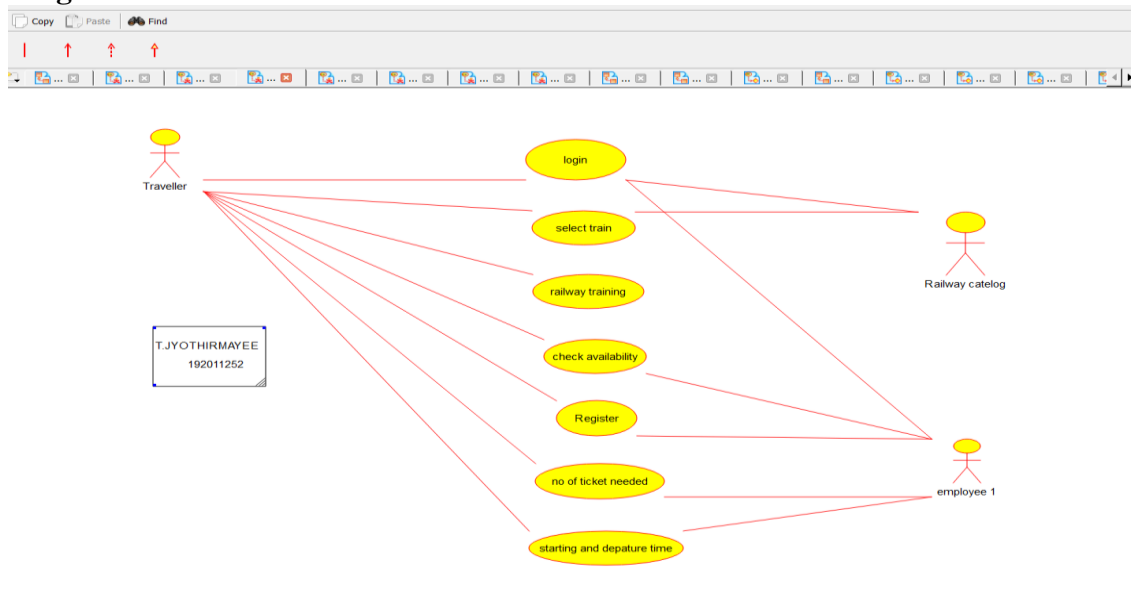 Copy Paste Find
... ... ... ... ... ... ... ... ... ... ... ... ... ... ...
login
Traveller
select train
Railway catelog
railway training
T.JYOTHIRMAYEE
192011252
check availability
Register
no of ticket needed
employee 1
starting and depature time